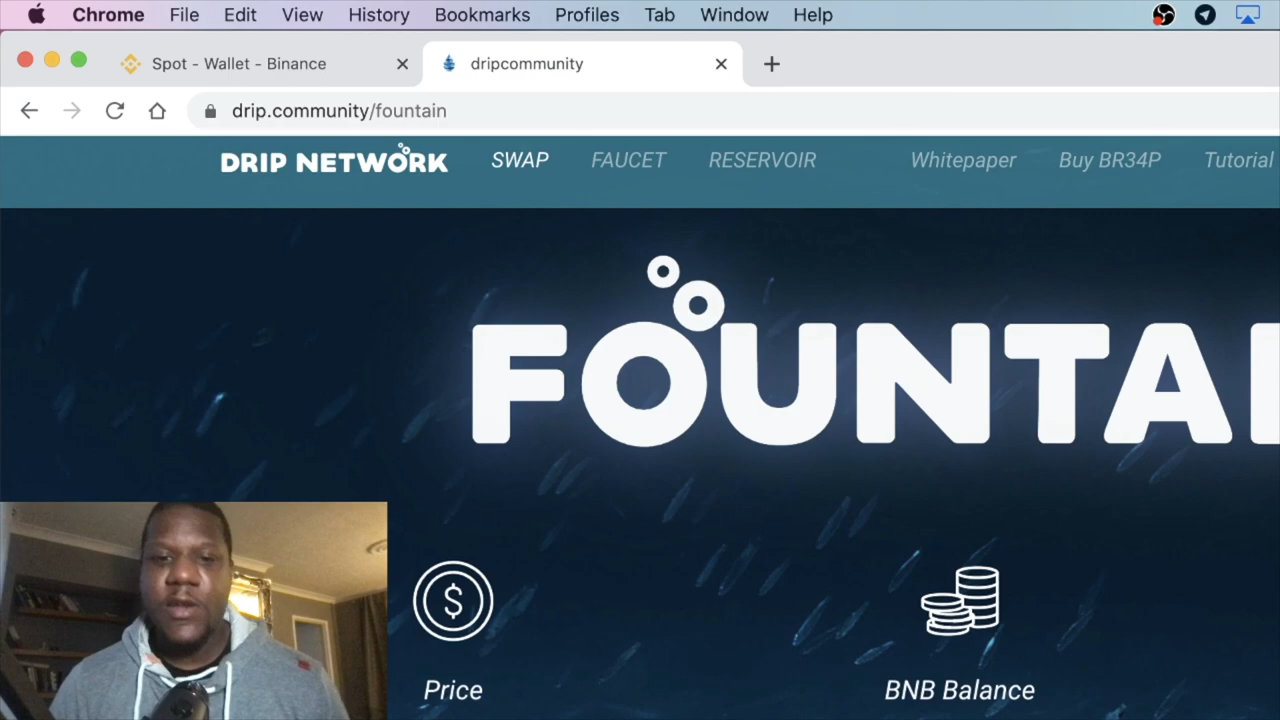 Chrome File Edit View History Bookmarks Profiles Tab Window Help
Spot - Wallet - Binance dripcommunity
drip.community/fountain
DRIP NETWORK SWAP FAUCET RESERVOIR Whitepaper Buy BR34P Tutorial
FOUNTAI
$
Price BNB Balance